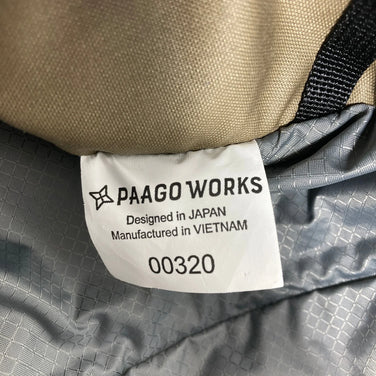 PAAGO WORKS
Designed in JAPAN
Manufactured in VIETNAM
00320